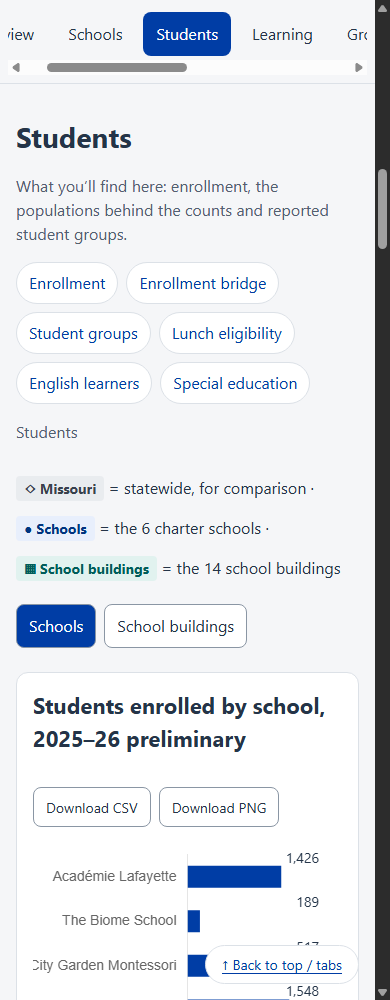 Schools
Students
Learning
Students
What you'll find here: enrollment, the
populations behind the counts and reported
student groups.
Enrollment
Enrollment bridge
Student groups
Lunch eligibility
English learners
Special education
Students
◇ Missouri = statewide, for comparison ·
● Schools = the 6 charter schools ·
▦ School buildings = the 14 school buildings
Schools
School buildings
Students enrolled by school,
2025–26 preliminary
Download CSV
Download PNG
1,426
Académie Lafayette
189
The Biome School
City Garden Montessori
↑ Back to top / tabs
1,548